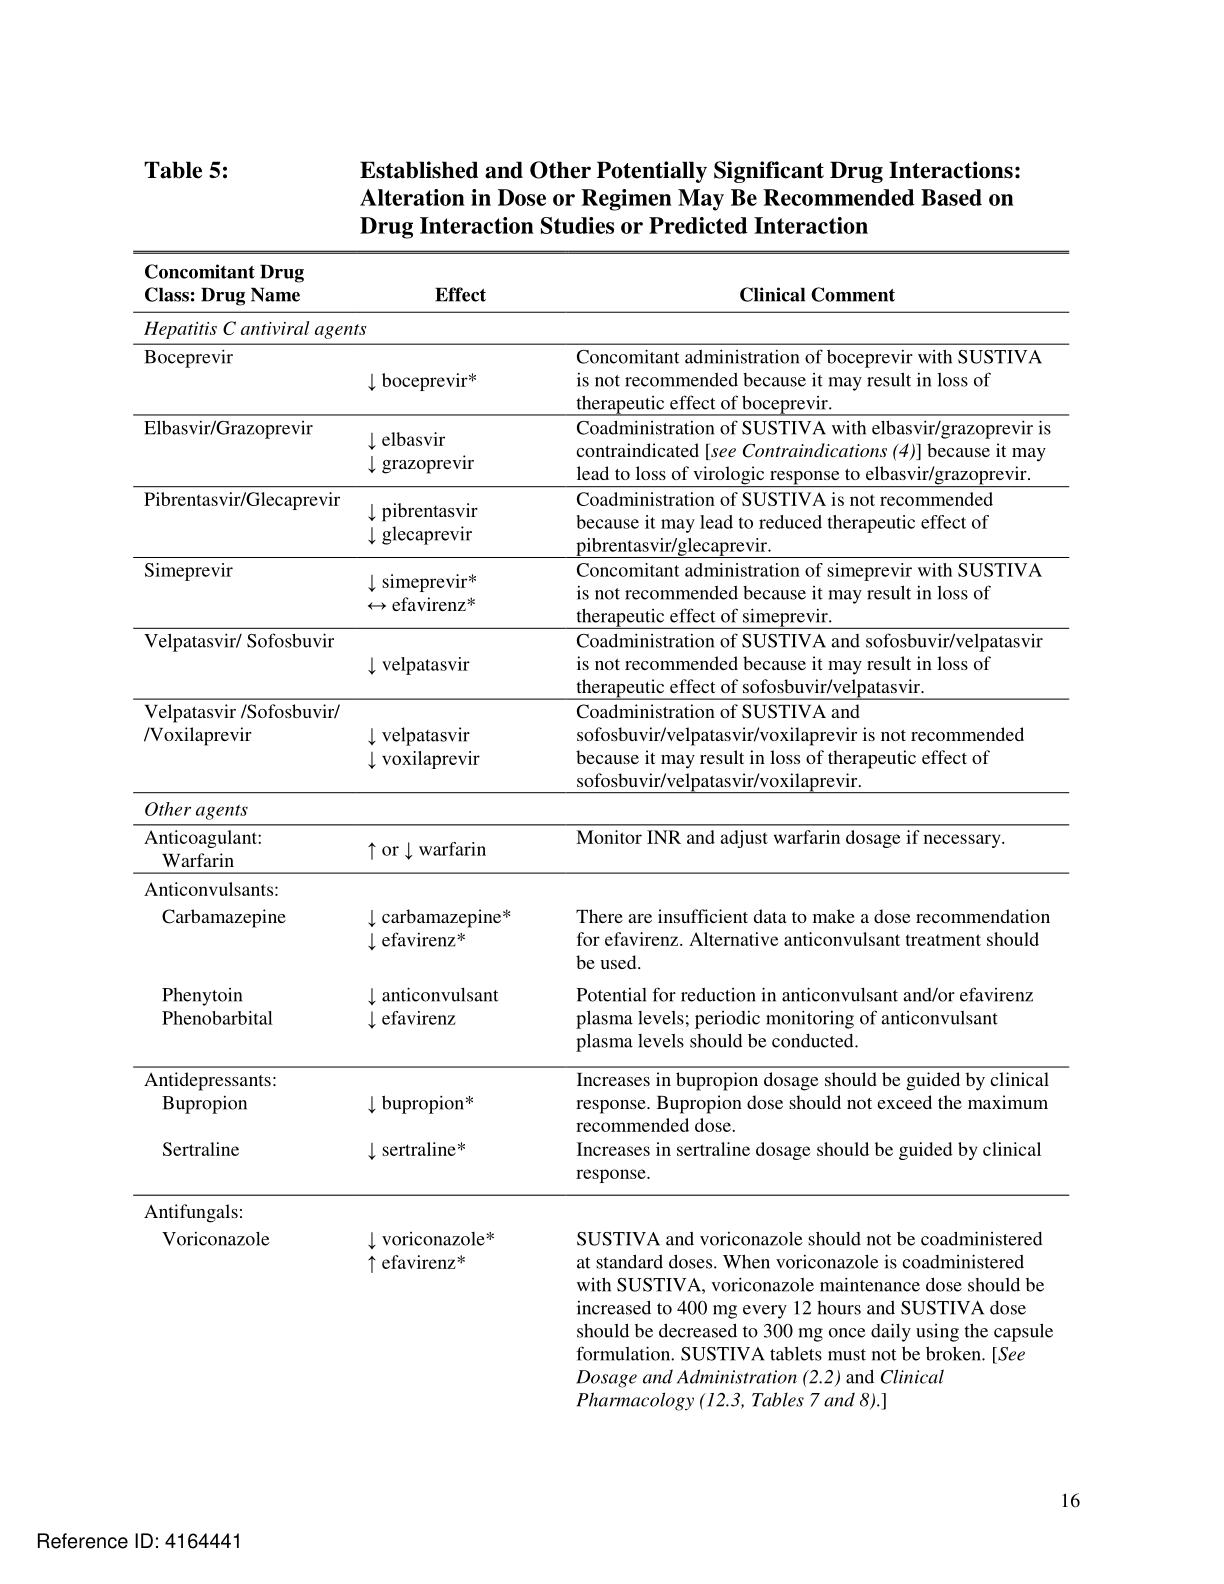 Table 5: Established and Other Potentially Significant Drug Interactions:
Alteration in Dose or Regimen May Be Recommended Based on
Drug Interaction Studies or Predicted Interaction
Concomitant Drug
Class: Drug Name Effect Clinical Comment
Hepatitis C antiviral agents
Boceprevir Concomitant administration of boceprevir with SUSTIVA
↓ boceprevir* is not recommended because it may result in loss of
therapeutic effect of boceprevir.
Elbasvir/Grazoprevir Coadministration of SUSTIVA with elbasvir/grazoprevir is
↓ elbasvir contraindicated [see Contraindications (4)] because it may
↓ grazoprevir lead to loss of virologic response to elbasvir/grazoprevir.
Pibrentasvir/Glecaprevir Coadministration of SUSTIVA is not recommended
↓ pibrentasvir because it may lead to reduced therapeutic effect of
↓ glecaprevir pibrentasvir/glecaprevir.
Simeprevir Concomitant administration of simeprevir with SUSTIVA
↓ simeprevir* is not recommended because it may result in loss of
↔ efavirenz* therapeutic effect of simeprevir.
Velpatasvir/ Sofosbuvir Coadministration of SUSTIVA and sofosbuvir/velpatasvir
↓ velpatasvir is not recommended because it may result in loss of
therapeutic effect of sofosbuvir/velpatasvir.
Velpatasvir /Sofosbuvir/ Coadministration of SUSTIVA and
/Voxilaprevir ↓ velpatasvir sofosbuvir/velpatasvir/voxilaprevir is not recommended
↓ voxilaprevir because it may result in loss of therapeutic effect of
sofosbuvir/velpatasvir/voxilaprevir.
Other agents
Anticoagulant: Monitor INR and adjust warfarin dosage if necessary.
Warfarin ↑ or ↓ warfarin
Anticonvulsants:
Carbamazepine ↓ carbamazepine* There are insufficient data to make a dose recommendation
↓ efavirenz* for efavirenz. Alternative anticonvulsant treatment should
be used.
Phenytoin ↓ anticonvulsant Potential for reduction in anticonvulsant and/or efavirenz
Phenobarbital ↓ efavirenz plasma levels; periodic monitoring of anticonvulsant
plasma levels should be conducted.
Antidepressants: Increases in bupropion dosage should be guided by clinical
Bupropion ↓ bupropion* response. Bupropion dose should not exceed the maximum
recommended dose.
Sertraline ↓ sertraline* Increases in sertraline dosage should be guided by clinical
response.
Antifungals:
Voriconazole ↓ voriconazole* SUSTIVA and voriconazole should not be coadministered
↑ efavirenz* at standard doses. When voriconazole is coadministered
with SUSTIVA, voriconazole maintenance dose should be
increased to 400 mg every 12 hours and SUSTIVA dose
should be decreased to 300 mg once daily using the capsule
formulation. SUSTIVA tablets must not be broken. [See
Dosage and Administration (2.2) and Clinical
Pharmacology (12.3, Tables 7 and 8).]
16
Reference ID: 4164441